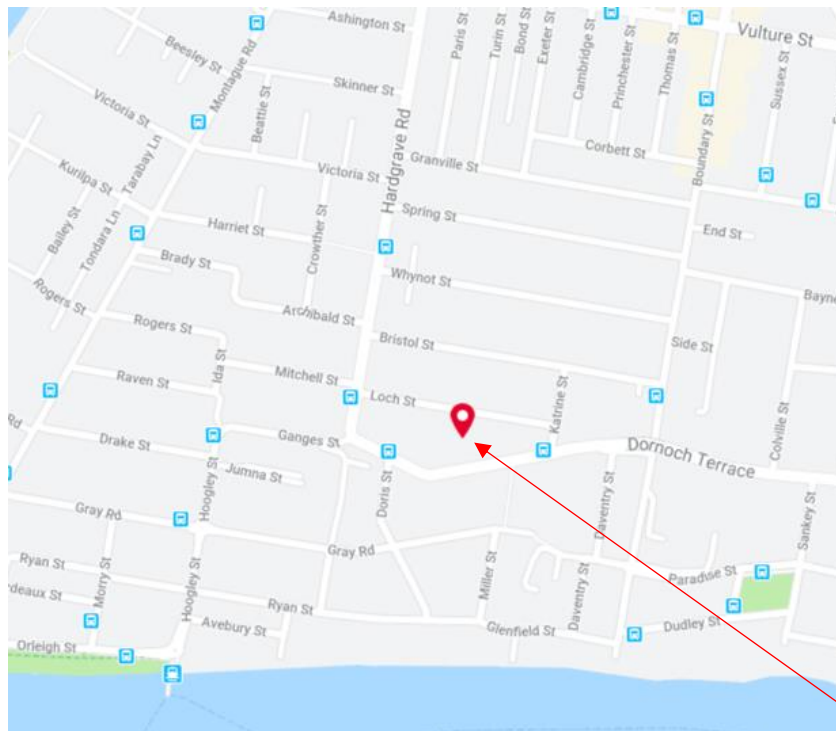 Ashington St
Vulture St
Beesley St
Montague Rd
Paris St
Turin St
Bond St
Exeter St
Cambridge St
Princhester St
Thomas St
Sussex St
Skinner St
Victoria St
Beattie St
Hardgrave Rd
Boundary St
Corbett St
Tarabay Ln
Victoria St
Granville St
Kurilpa St
Crowther St
Spring St
Bailey St
Tondara Ln
Harriet St
End St
Brady St
Whynot St
Rogers St
Archibald St
Bayne
Rogers St
Bristol St
Side St
Ida St
Mitchell St
Raven St
Loch St
Katrine St
Colville St
Rd
Drake St
Ganges St
Dornoch Terrace
Jumna St
Hoogley St
Doris St
Daventry St
Sankey St
Gray Rd
Gray Rd
Ryan St
Miller St
Paradise St
rdeaux St
Morry St
Hoogley St
Ryan St
Daventry St
Avebury St
Glenfield St
Dudley St
Orleigh St